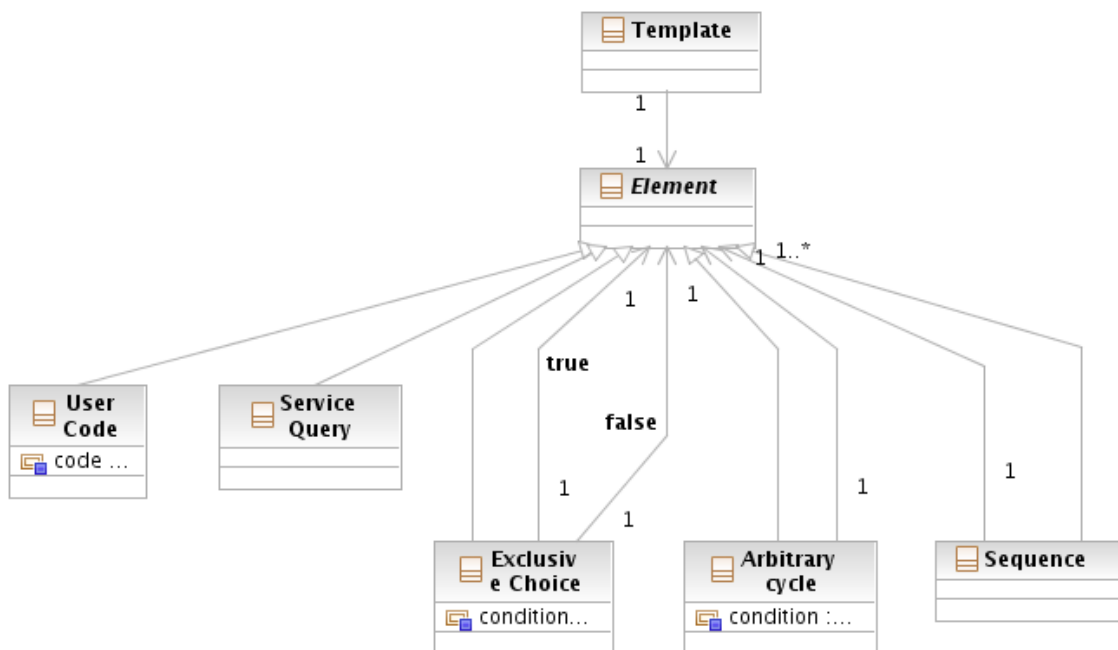 Template
1
1
Element
1
1..*
1
1
true
false
User
Code
code ...
Service
Query
1
1
1
1
Exclusiv
e Choice
condition...
Arbitrary
cycle
condition :...
Sequence